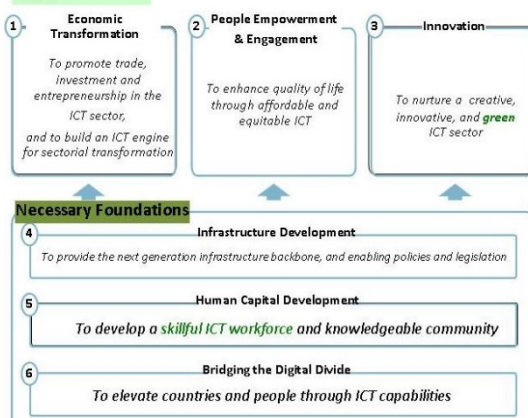 1
Economic
Transformation
To promote trade,
investment and
entrepreneurship in the
ICT sector,
and to build an ICT engine
for sectorial transformation
2
People Empowerment
& Engagement
To enhance quality of life
through affordable and
equitable ICT
3
Innovation
To nurture a creative,
innovative, and green
ICT sector
Necessary Foundations
4
Infrastructure Development
To provide the next generation infrastructure backbone, and enabling policies and legislation
5
Human Capital Development
To develop a skillful ICT workforce and knowledgeable community
6
Bridging the Digital Divide
To elevate countries and people through ICT capabilities